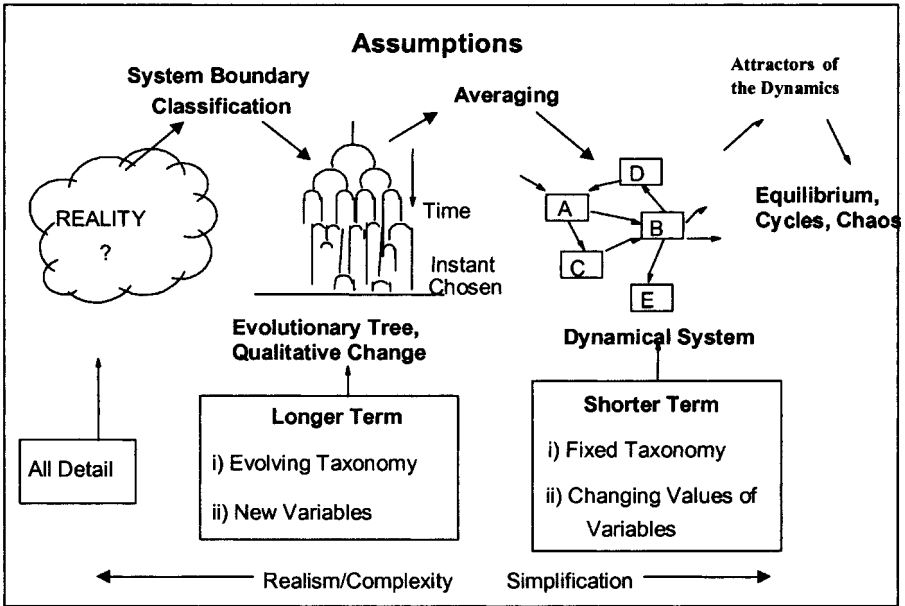 Assumptions
System Boundary
Classification
Averaging
Attractors of
the Dynamics
REALITY
?
Time
Instant
Chosen
A
D
B
C
E
Equilibrium,
Cycles, Chaos
Evolutionary Tree,
Qualitative Change
Dynamical System
All Detail
Longer Term
i) Evolving Taxonomy
ii) New Variables
Shorter Term
i) Fixed Taxonomy
ii) Changing Values of
Variables
Realism/Complexity
Simplification